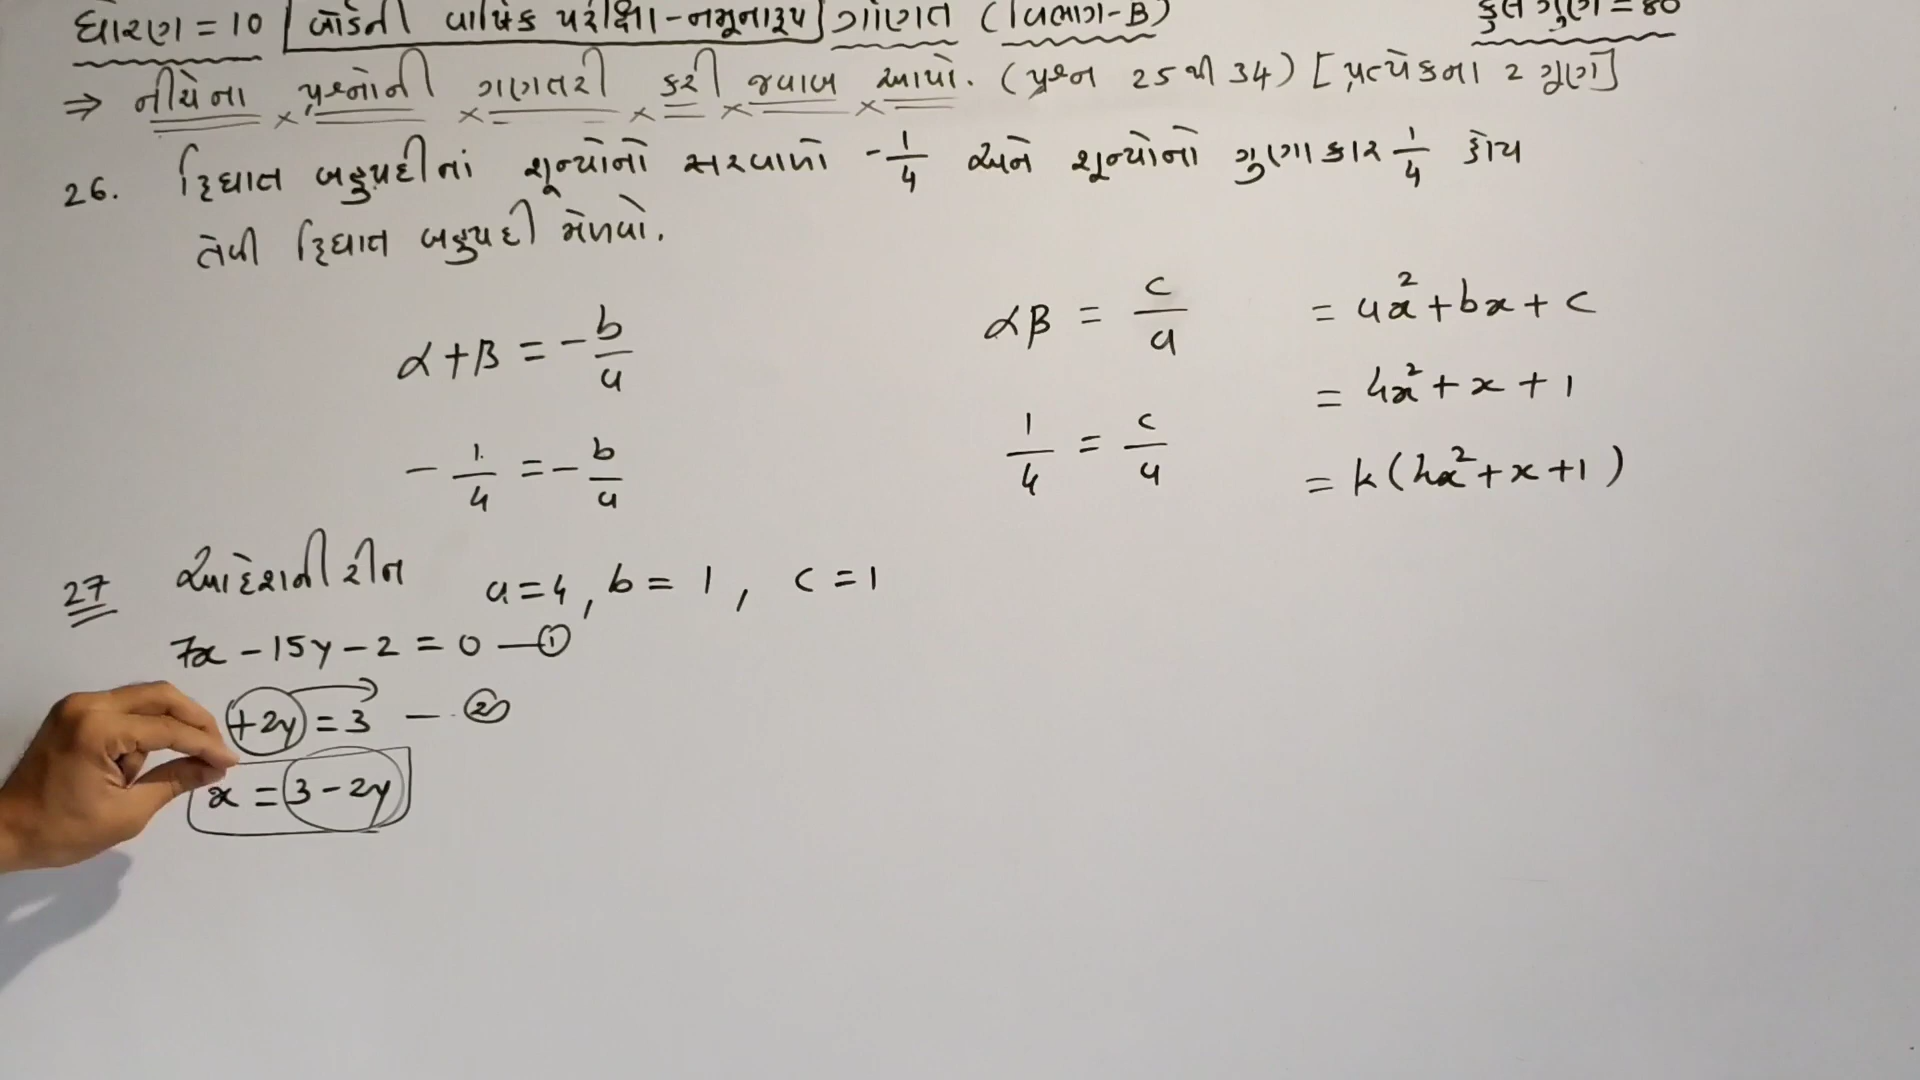 ધોરણ = 10 બોર્ડની વાર્ષિક પરીક્ષા - નમૂનારૂપ ગણિત (વિભાગ-B) કુલ ગુણ = 80
⇒ નીચેના પ્રશ્નોની ગણતરી કરી જવાબ આપો. (પ્રશ્ન 25 થી 34) [પ્રત્યેકના 2 ગુણ]
26. દ્વિઘાત બહુપદીનાં શૂન્યોનો સરવાળો -1/4 અને શૂન્યોનો ગુણાકાર 1/4 હોય
તેવી દ્વિઘાત બહુપદી મેળવો.
α+β = -b/a
-1/4 = -b/a
αβ = c/a
1/4 = c/a
= ax²+bx+c
= 4x²+x+1
= k(4x²+x+1)
a=4, b=1, c=1
27 આદેશની રીત
7x - 15y - 2 = 0 — ①
+2y = 3 — ②
x = 3 - 2y